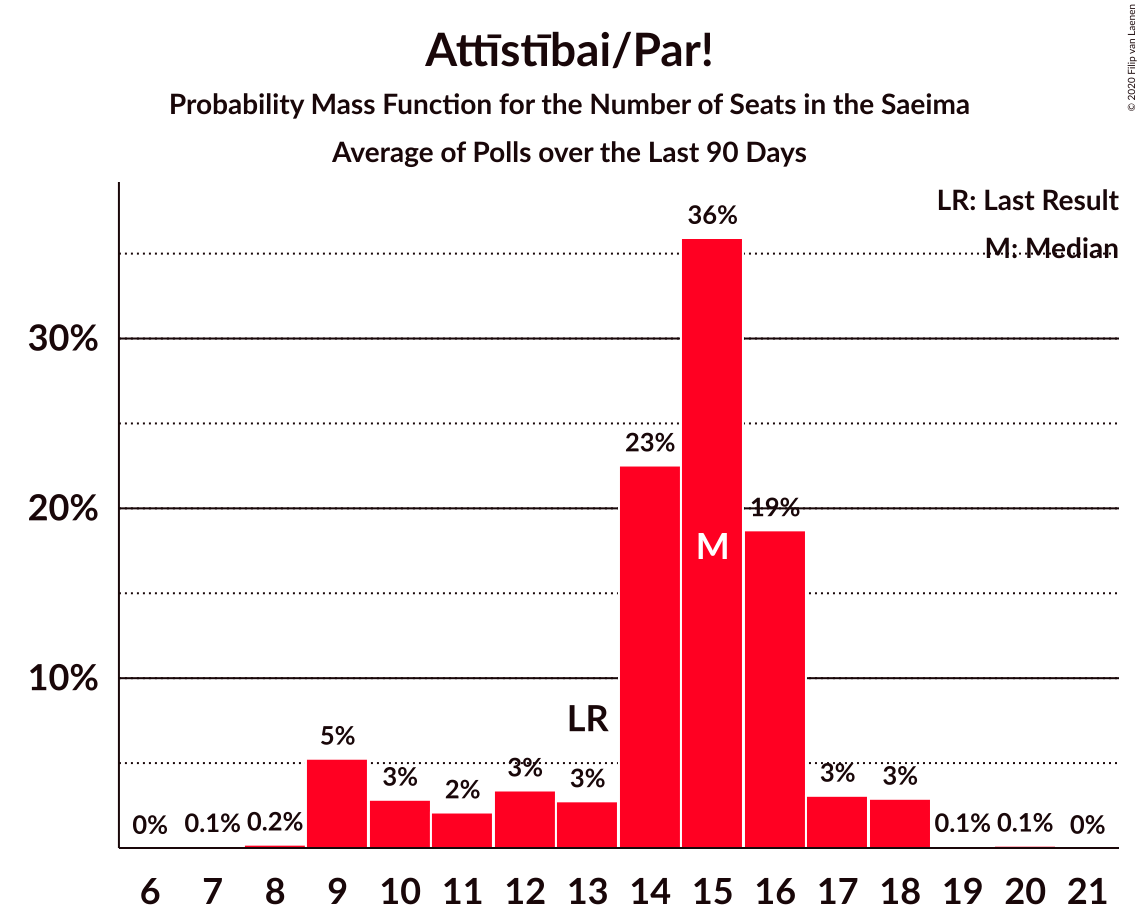 Attīstībai/Par!
Probability Mass Function for the Number of Seats in the Saeima
Average of Polls over the Last 90 Days
© 2020 Filip van Laenen
LR: Last Result
M: Median
30%
20%
10%
0% 0.1% 0.2% 5% 3% 2% 3% 3% 23% 36% 19% 3% 3% 0.1% 0.1% 0%
LR
M
6 7 8 9 10 11 12 13 14 15 16 17 18 19 20 21